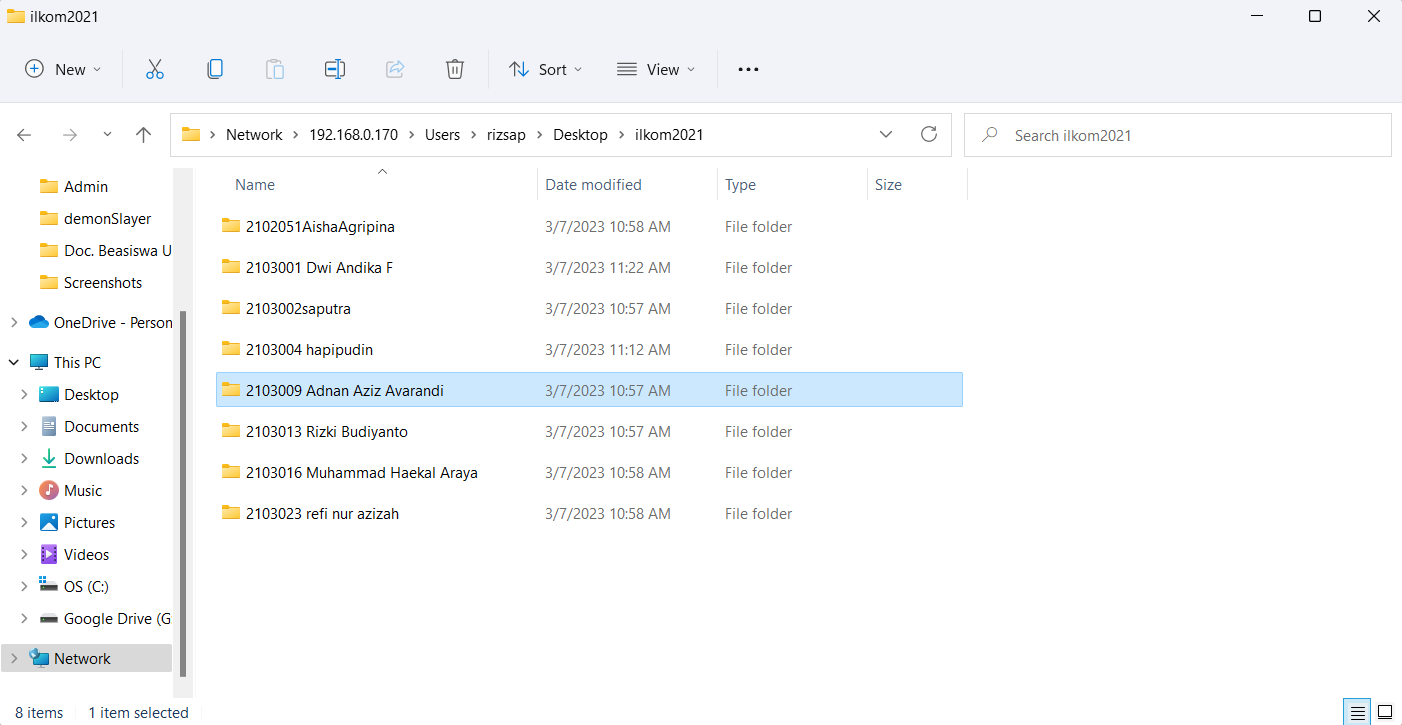 ilkom2021
New Sort View
Network 192.168.0.170 Users rizsap Desktop ilkom2021 Search ilkom2021
Admin
demonSlayer
Doc. Beasiswa U
Screenshots
OneDrive - Person
This PC
Desktop
Documents
Downloads
Music
Pictures
Videos
OS (C:)
Google Drive (G
Network
Name Date modified Type Size
2102051AishaAgripina 3/7/2023 10:58 AM File folder
2103001 Dwi Andika F 3/7/2023 11:22 AM File folder
2103002saputra 3/7/2023 10:57 AM File folder
2103004 hapipudin 3/7/2023 11:12 AM File folder
2103009 Adnan Aziz Avarandi 3/7/2023 10:57 AM File folder
2103013 Rizki Budiyanto 3/7/2023 10:57 AM File folder
2103016 Muhammad Haekal Araya 3/7/2023 10:58 AM File folder
2103023 refi nur azizah 3/7/2023 10:58 AM File folder
8 items 1 item selected